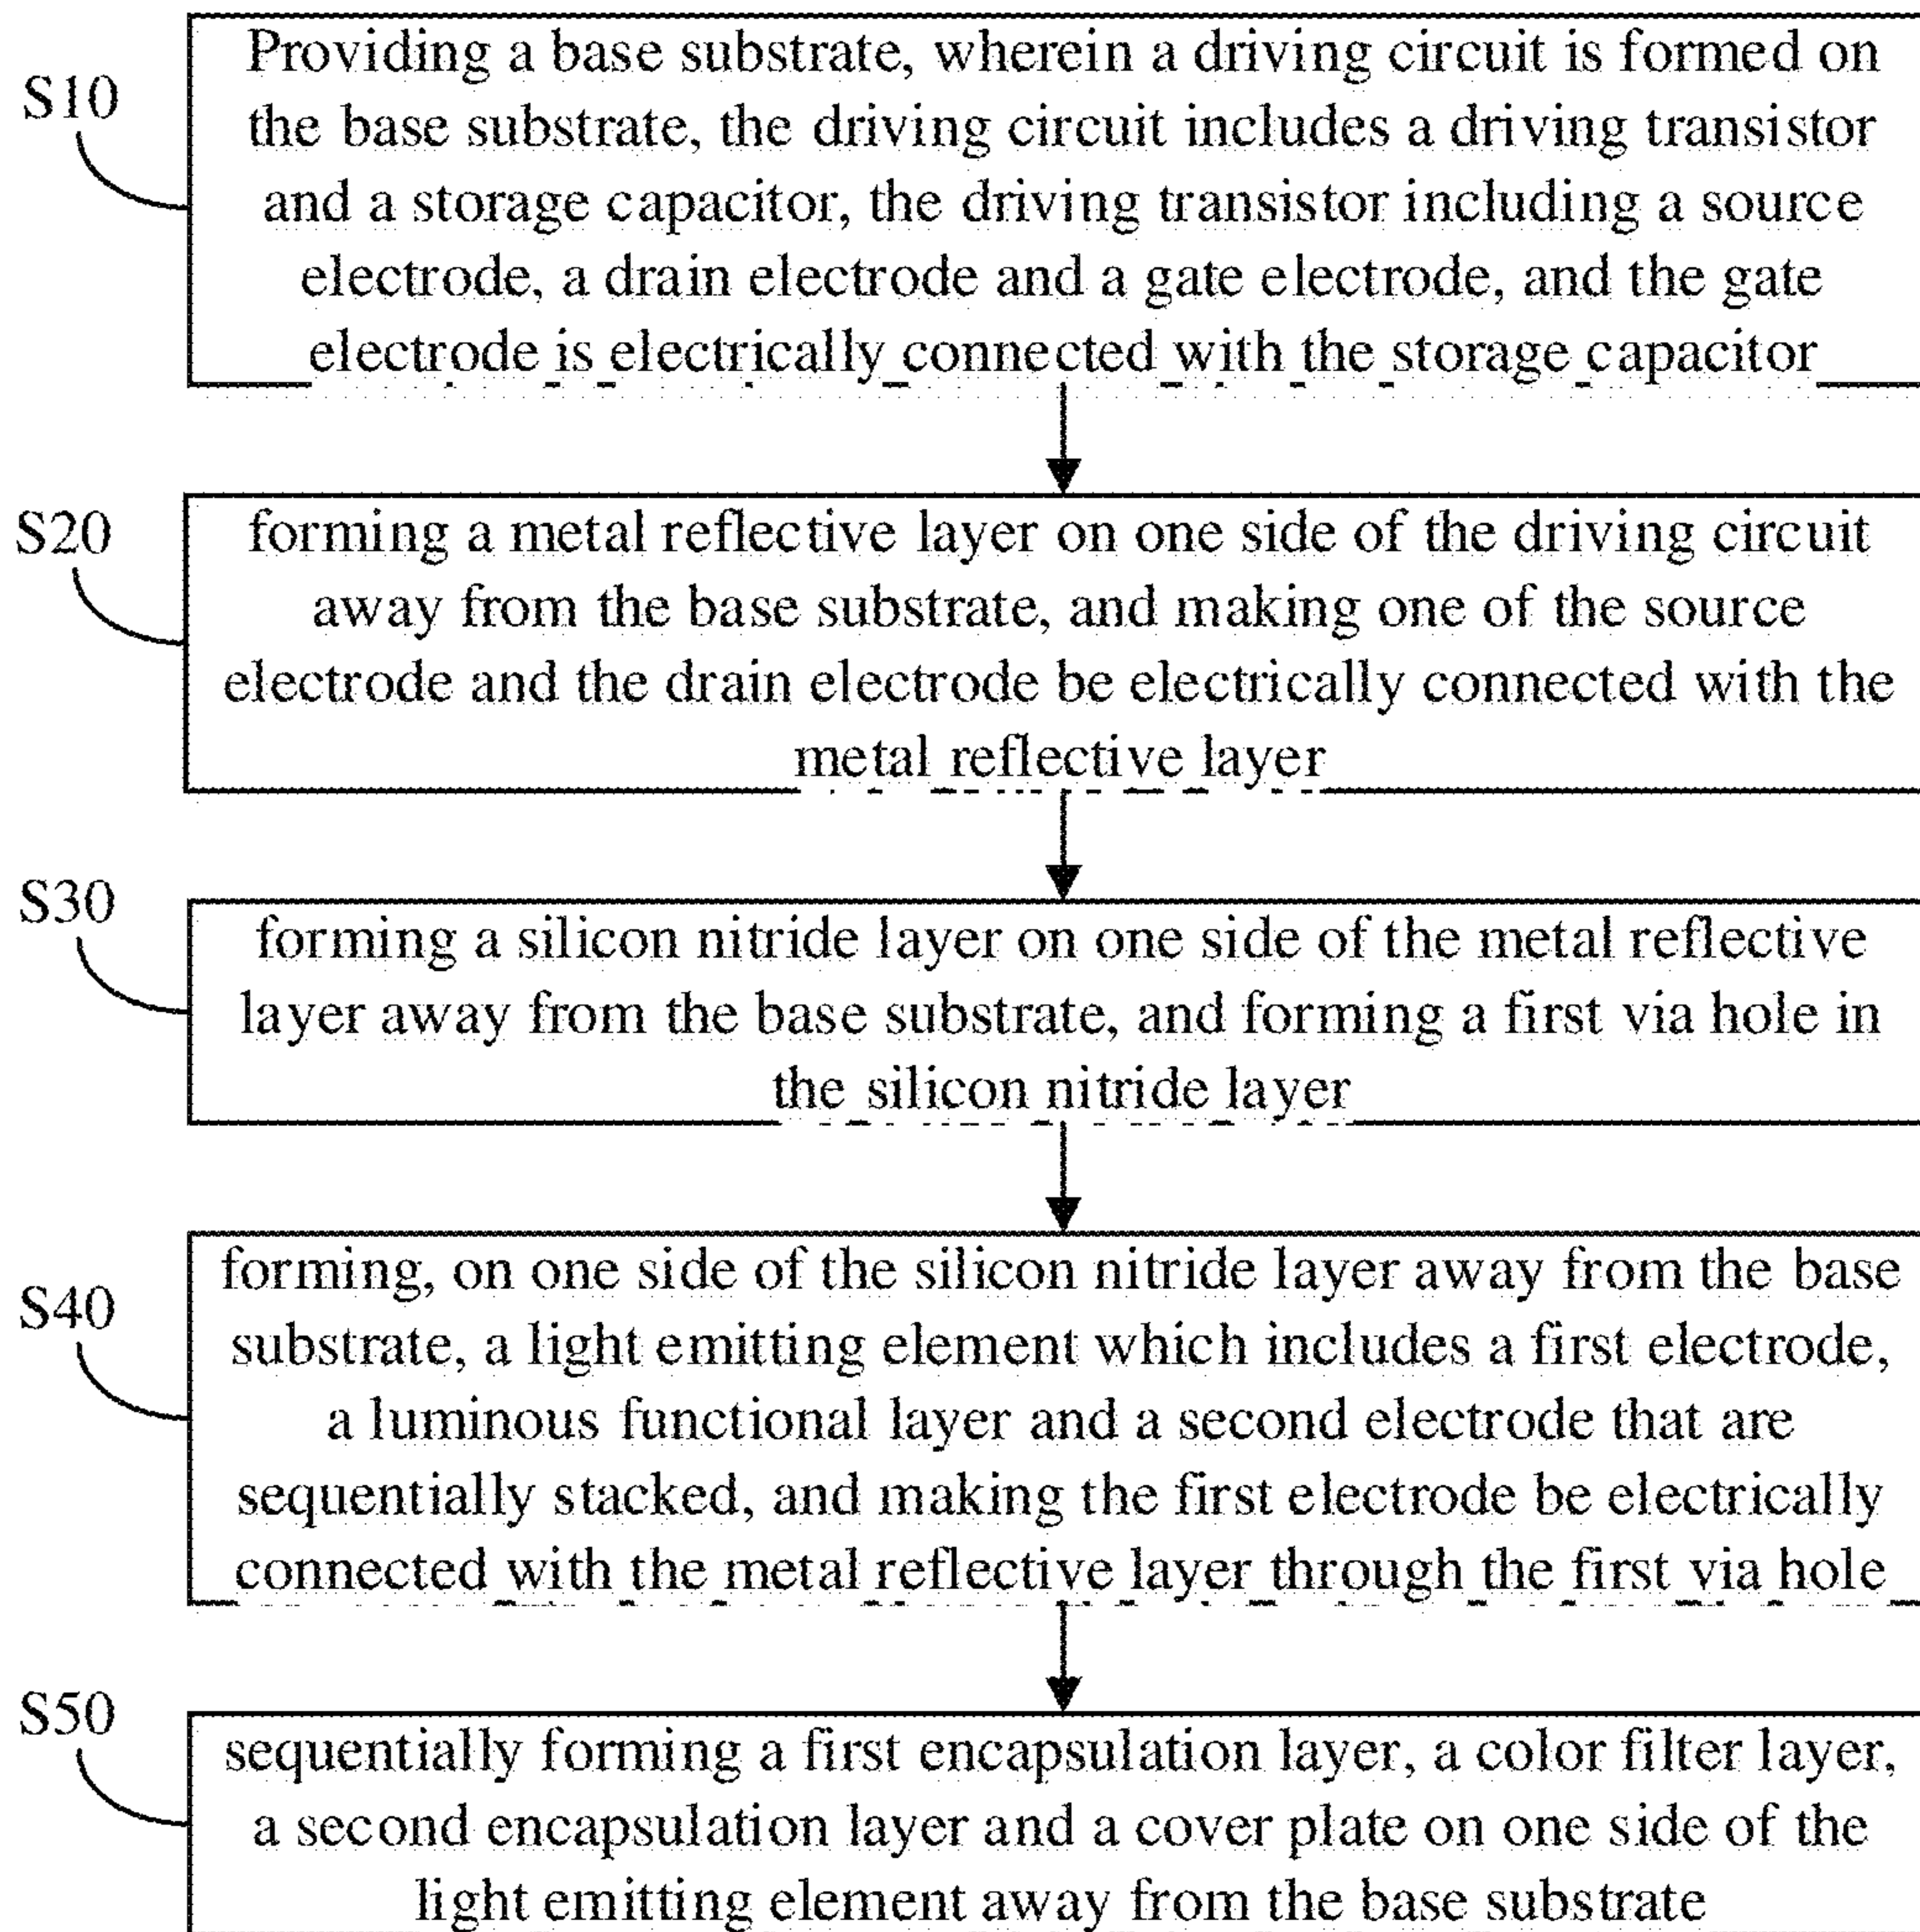 S10
Providing a base substrate, wherein a driving circuit is formed on
the base substrate, the driving circuit includes a driving transistor
and a storage capacitor, the driving transistor including a source
electrode, a drain electrode and a gate electrode, and the gate
electrode is electrically connected with the storage capacitor
S20
forming a metal reflective layer on one side of the driving circuit
away from the base substrate, and making one of the source
electrode and the drain electrode be electrically connected with the
metal reflective layer
S30
forming a silicon nitride layer on one side of the metal reflective
layer away from the base substrate, and forming a first via hole in
the silicon nitride layer
S40
forming, on one side of the silicon nitride layer away from the base
substrate, a light emitting element which includes a first electrode,
a luminous functional layer and a second electrode that are
sequentially stacked, and making the first electrode be electrically
connected with the metal reflective layer through the first via hole
S50
sequentially forming a first encapsulation layer, a color filter layer,
a second encapsulation layer and a cover plate on one side of the
light emitting element away from the base substrate